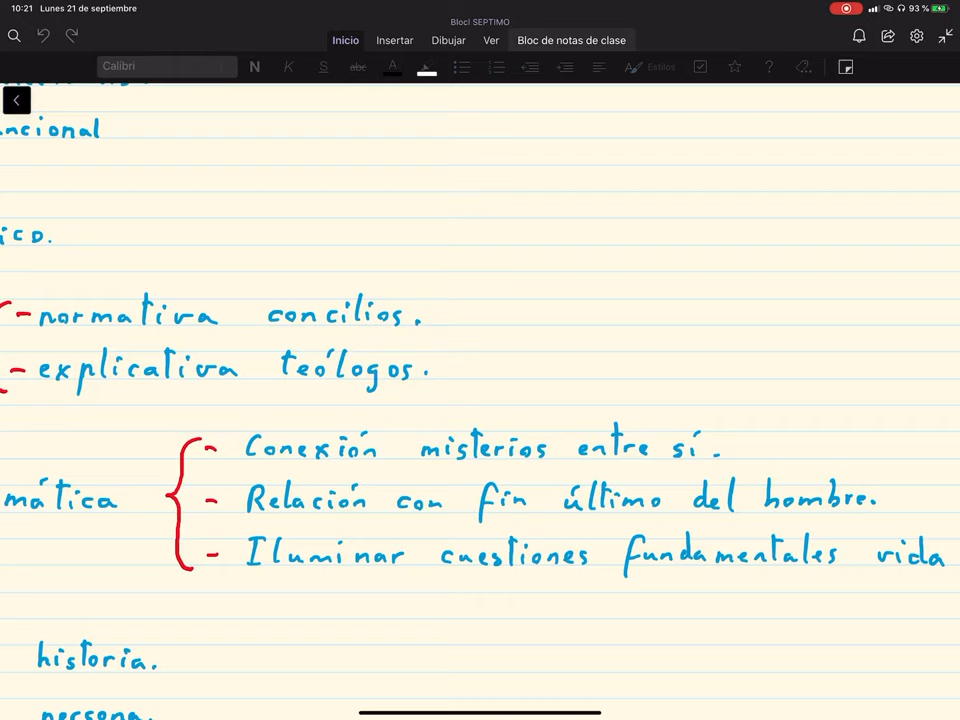 10:21 Lunes 21 de septiembre 93 %
Blocl SEPTIMO
Inicio Insertar Dibujar Ver Bloc de notas de clase
Calibri N K S abc A Estilos ?
ncional
ico.
- normativa concilios.
- explicativa teólogos.
- Conexión misterios entre sí.
mática - Relación con fin último del hombre.
- Iluminar cuestiones fundamentales vida
historia.
persona.